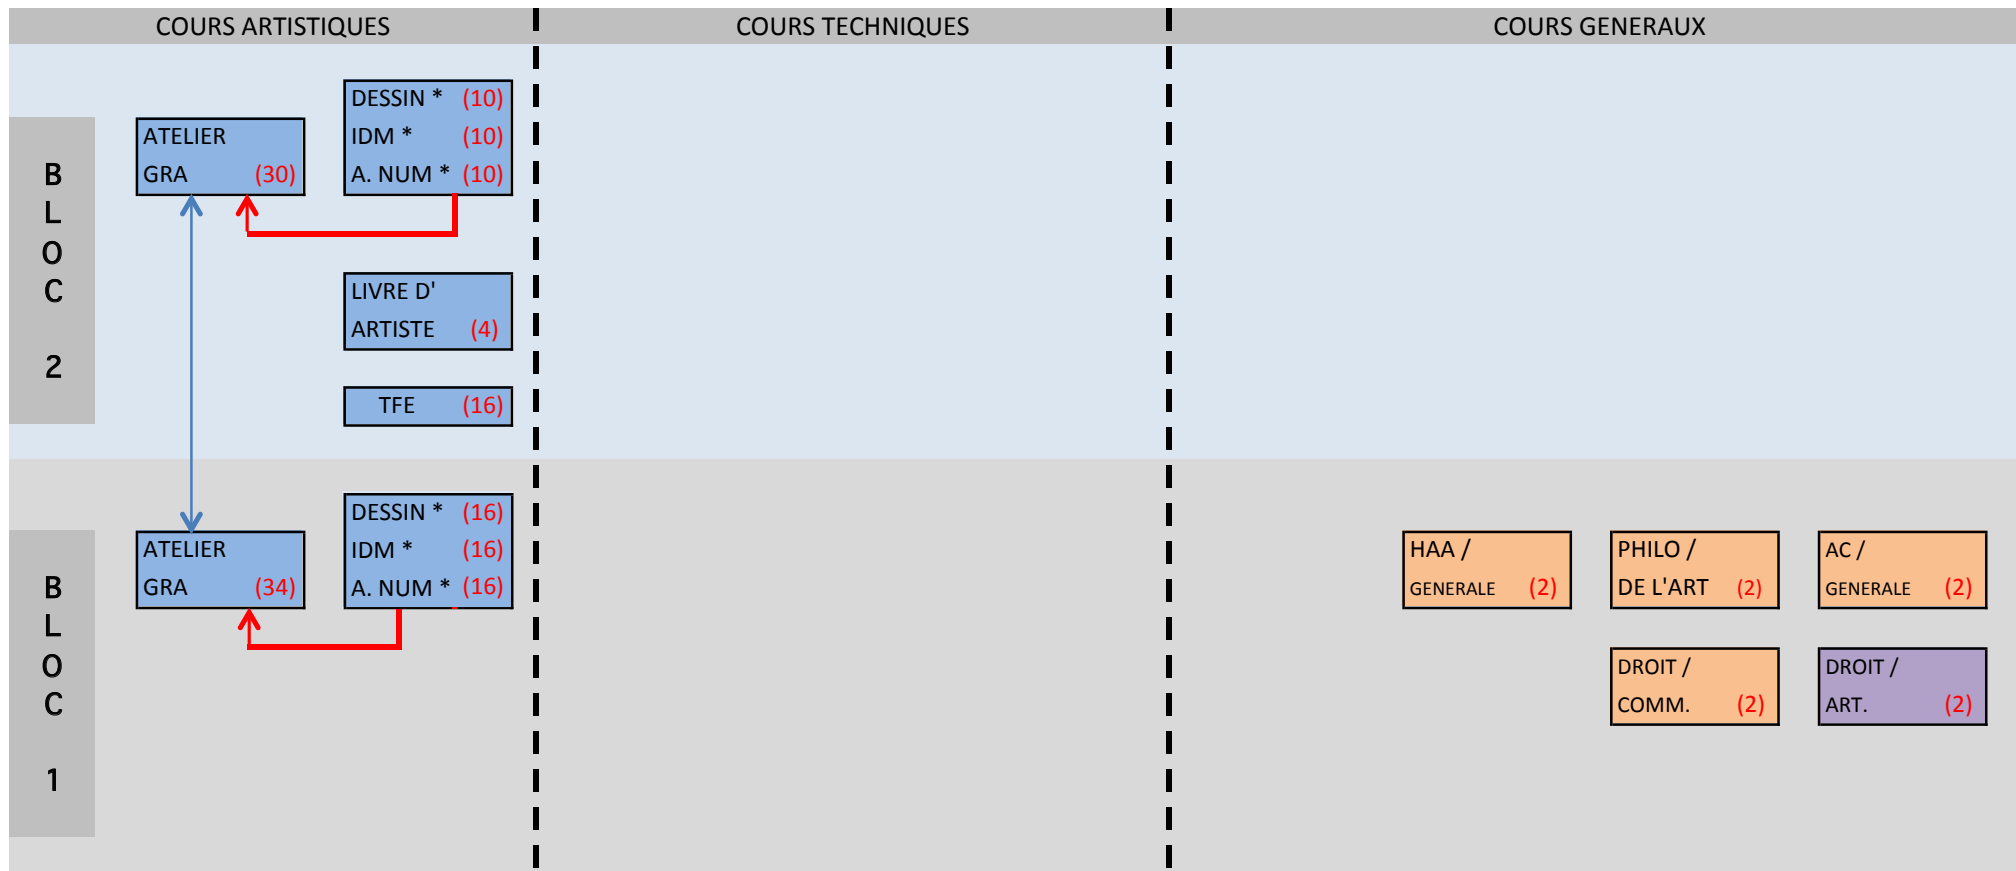 COURS ARTISTIQUES
COURS TECHNIQUES
COURS GENERAUX
BLOC 2
ATELIER
GRA (30)
DESSIN * (10)
IDM * (10)
A. NUM * (10)
LIVRE D'
ARTISTE (4)
TFE (16)
BLOC 1
ATELIER
GRA (34)
DESSIN * (16)
IDM * (16)
A. NUM * (16)
HAA /
GENERALE (2)
PHILO /
DE L'ART (2)
AC /
GENERALE (2)
DROIT /
COMM. (2)
DROIT /
ART. (2)